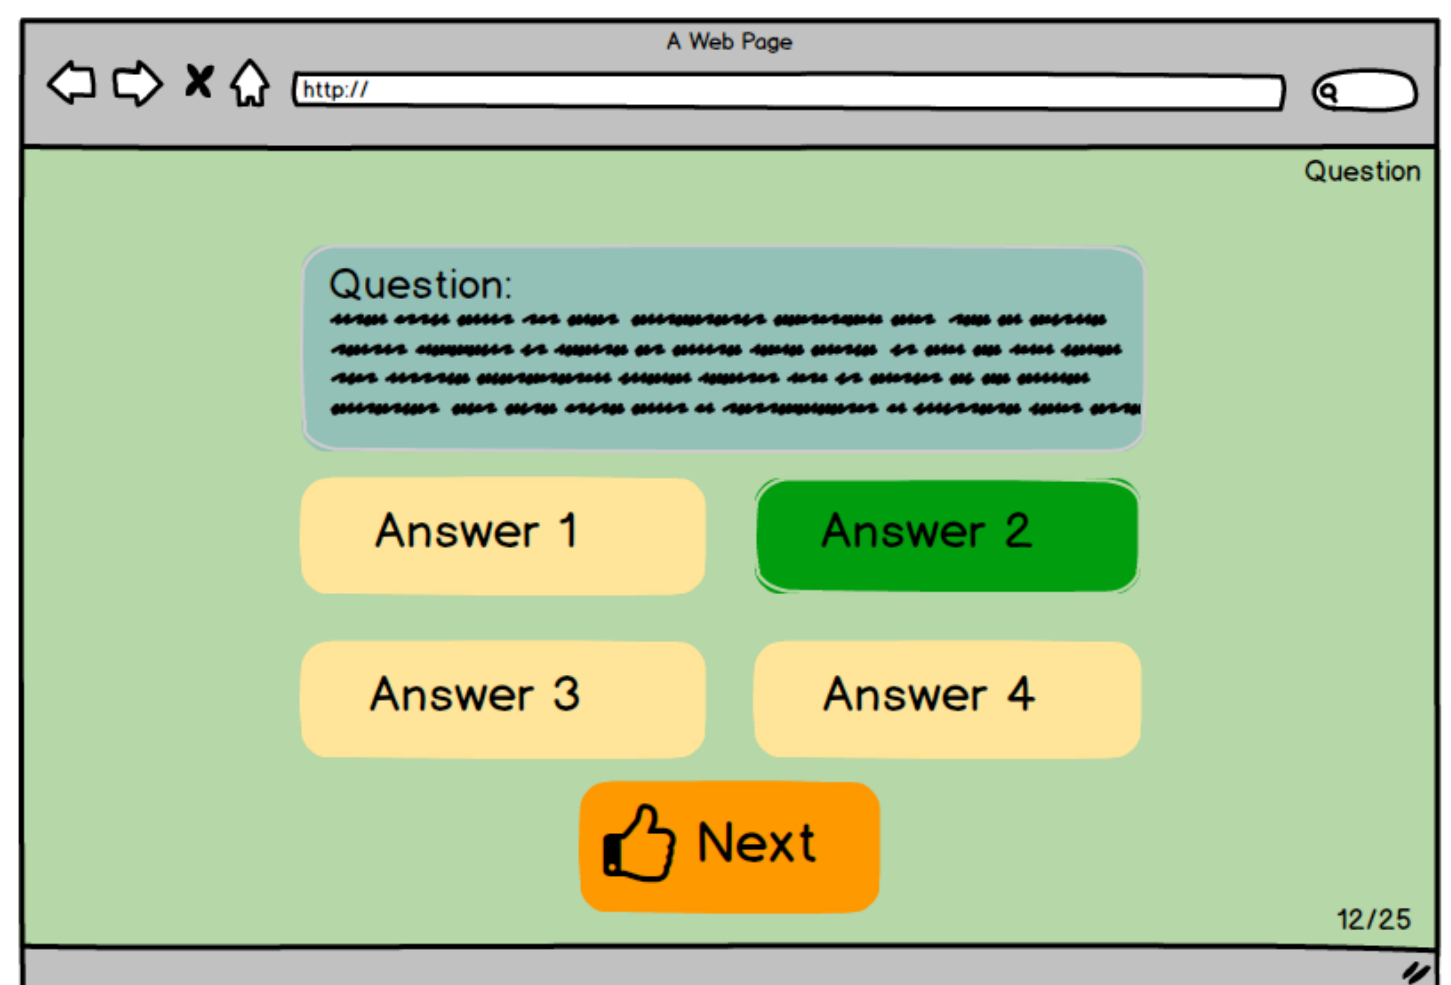 A Web Page
http://
Question
Question:
Answer 1
Answer 2
Answer 3
Answer 4
Next
12/25